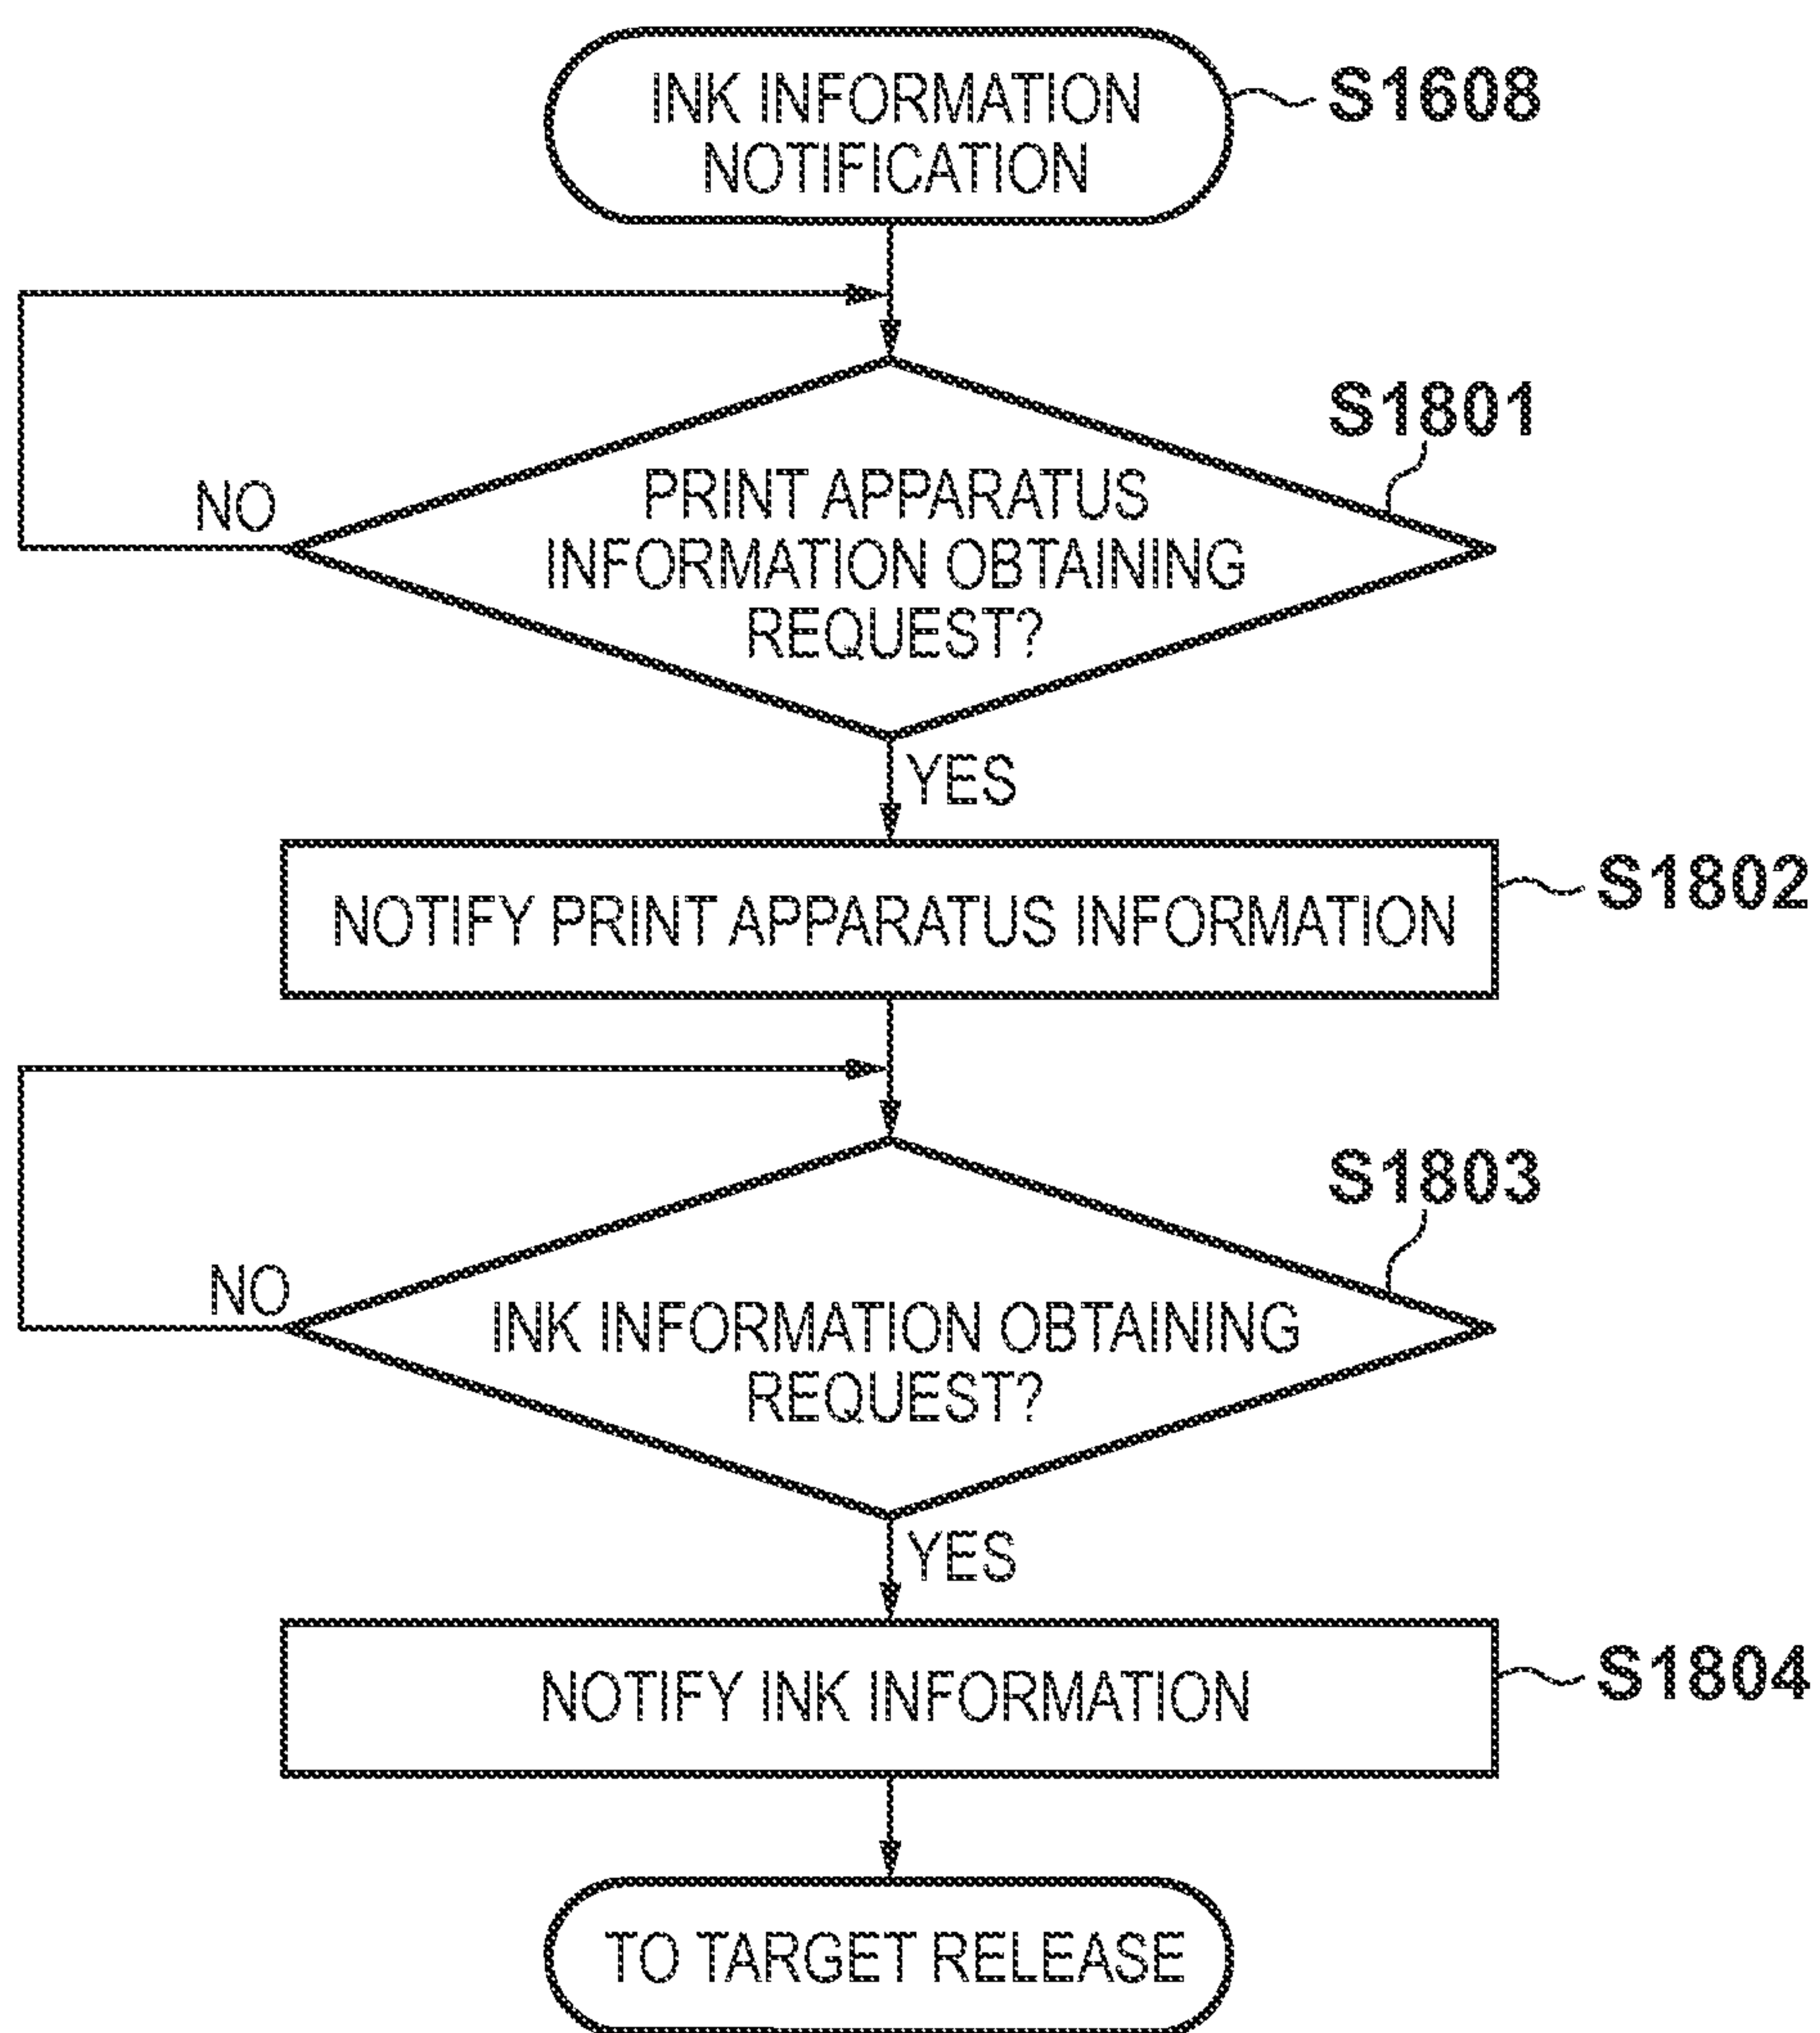 INK INFORMATION
NOTIFICATION
S1608
S1801
PRINT APPARATUS
INFORMATION OBTAINING
REQUEST?
NO
YES
NOTIFY PRINT APPARATUS INFORMATION
S1802
S1803
INK INFORMATION OBTAINING
REQUEST?
NO
YES
NOTIFY INK INFORMATION
S1804
TO TARGET RELEASE